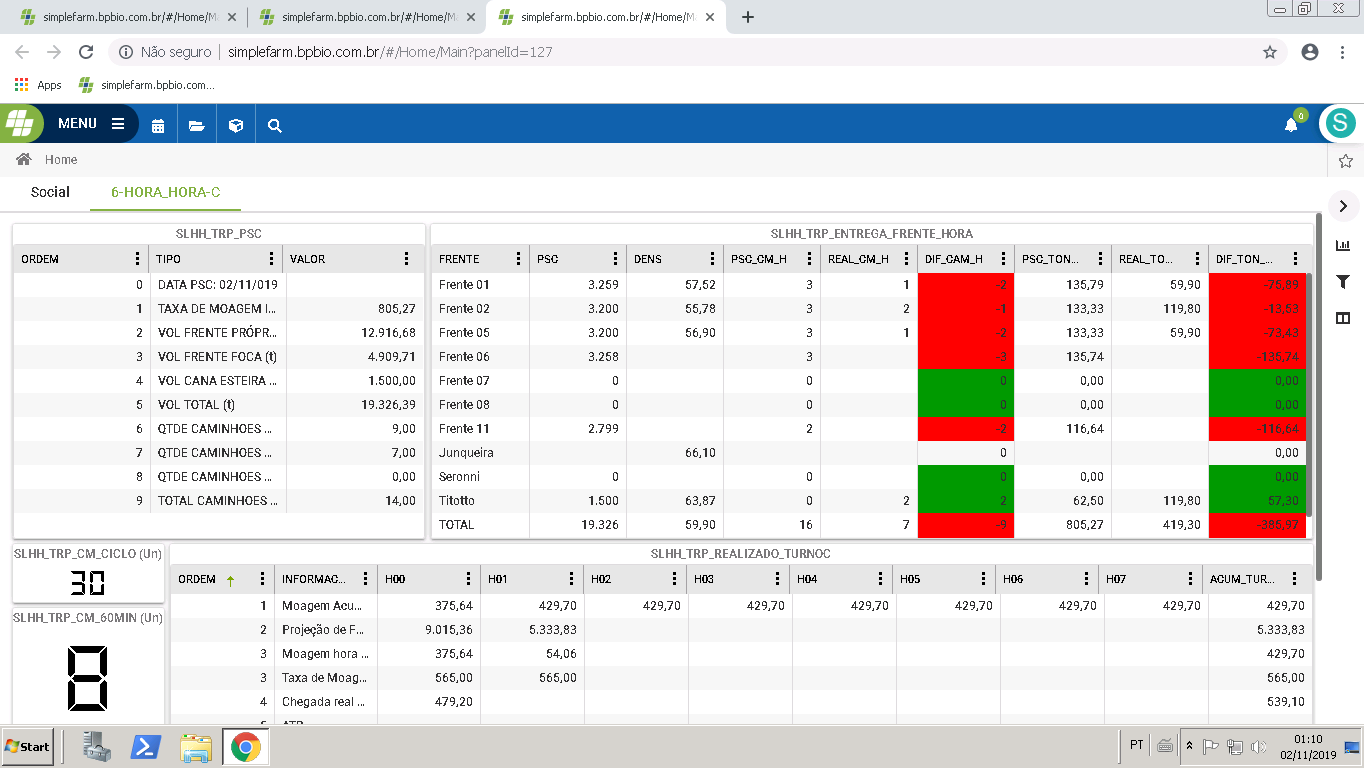 simplefarm.bpbio.com.br/#/Home/M simplefarm.bpbio.com.br/#/Home/ simplefarm.bpbio.com.br/#/Home/M
Não seguro simplefarm.bpbio.com.br/#/Home/Main?panelId=127
Apps simplefarm.bpbio.com...
MENU 0 S
Home
Social 6-HORA_HORA-C
SLHH_TRP_PSC
ORDEM TIPO VALOR
0 DATA PSC: 02/11/019
1 TAXA DE MOAGEM I... 805,27
2 VOL FRENTE PRÓPR... 12.916,68
3 VOL FRENTE FOCA (t) 4.909,71
4 VOL CANA ESTEIRA ... 1.500,00
5 VOL TOTAL (t) 19.326,39
6 QTDE CAMINHOES ... 9,00
7 QTDE CAMINHOES ... 7,00
8 QTDE CAMINHOES ... 0,00
9 TOTAL CAMINHOES ... 14,00
SLHH_TRP_ENTREGA_FRENTE_HORA
FRENTE PSC DENS PSC_CM_H REAL_CM_H DIF_CAM_H PSC_TON... REAL_TO... DIF_TON_...
Frente 01 3.259 57,52 3 1 -2 135,79 59,90 -75,89
Frente 02 3.200 55,78 3 2 -1 133,33 119,80 -13,53
Frente 05 3.200 56,90 3 1 -2 133,33 59,90 -73,43
Frente 06 3.258 3 -3 135,74 -135,74
Frente 07 0 0 0 0,00 0,00
Frente 08 0 0 0 0,00 0,00
Frente 11 2.799 2 -2 116,64 -116,64
Junqueira 66,10 0 0,00
Seronni 0 0 0 0,00 0,00
Titotto 1.500 63,87 0 2 2 62,50 119,80 57,30
TOTAL 19.326 59,90 16 7 -9 805,27 419,30 -385,97
SLHH_TRP_CM_CICLO (Un)
30
SLHH_TRP_CM_60MIN (Un)
8
SLHH_TRP_REALIZADO_TURNOC
ORDEM INFORMAC... H00 H01 H02 H03 H04 H05 H06 H07 ACUM_TUR...
1 Moagem Acu... 375,64 429,70 429,70 429,70 429,70 429,70 429,70 429,70 429,70
2 Projeção de F... 9.015,36 5.333,83 5.333,83
3 Moagem hora ... 375,64 54,06 429,70
3 Taxa de Moag... 565,00 565,00 565,00
4 Chegada real ... 479,20 539,10
Start PT 01:10
02/11/2019